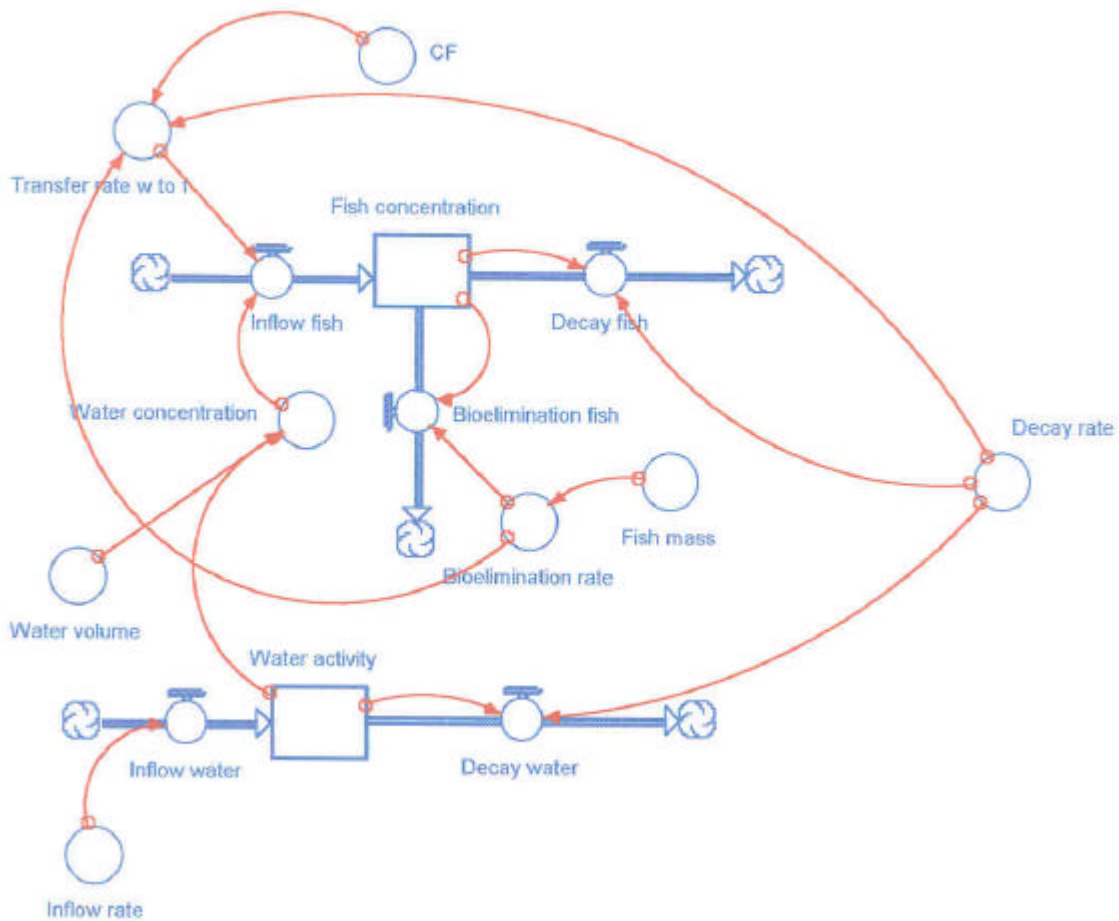 CF
Transfer rate w to f
Fish concentration
Inflow fish
Decay fish
Water concentration
Bioelimination fish
Decay rate
Fish mass
Bioelimination rate
Water volume
Water activity
Inflow water
Decay water
Inflow rate